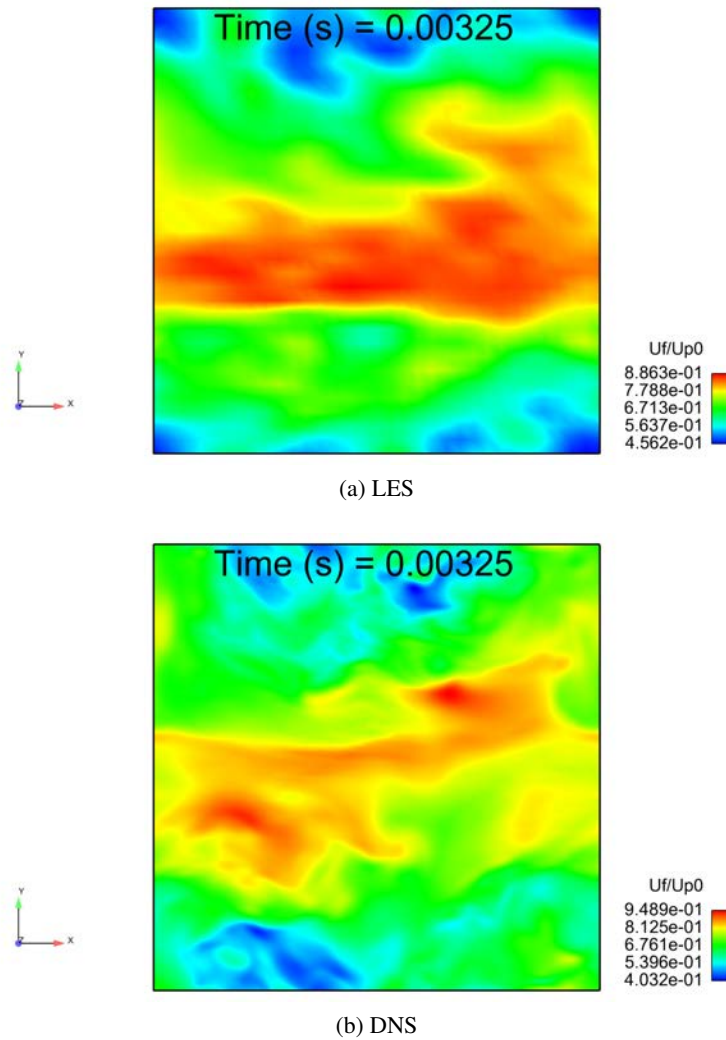 Time (s) = 0.00325
Uf/Up0
8.863e-01
7.788e-01
6.713e-01
5.637e-01
4.562e-01
Y
Z
X
(a) LES
Time (s) = 0.00325
Uf/Up0
9.489e-01
8.125e-01
6.761e-01
5.396e-01
4.032e-01
Y
Z
X
(b) DNS